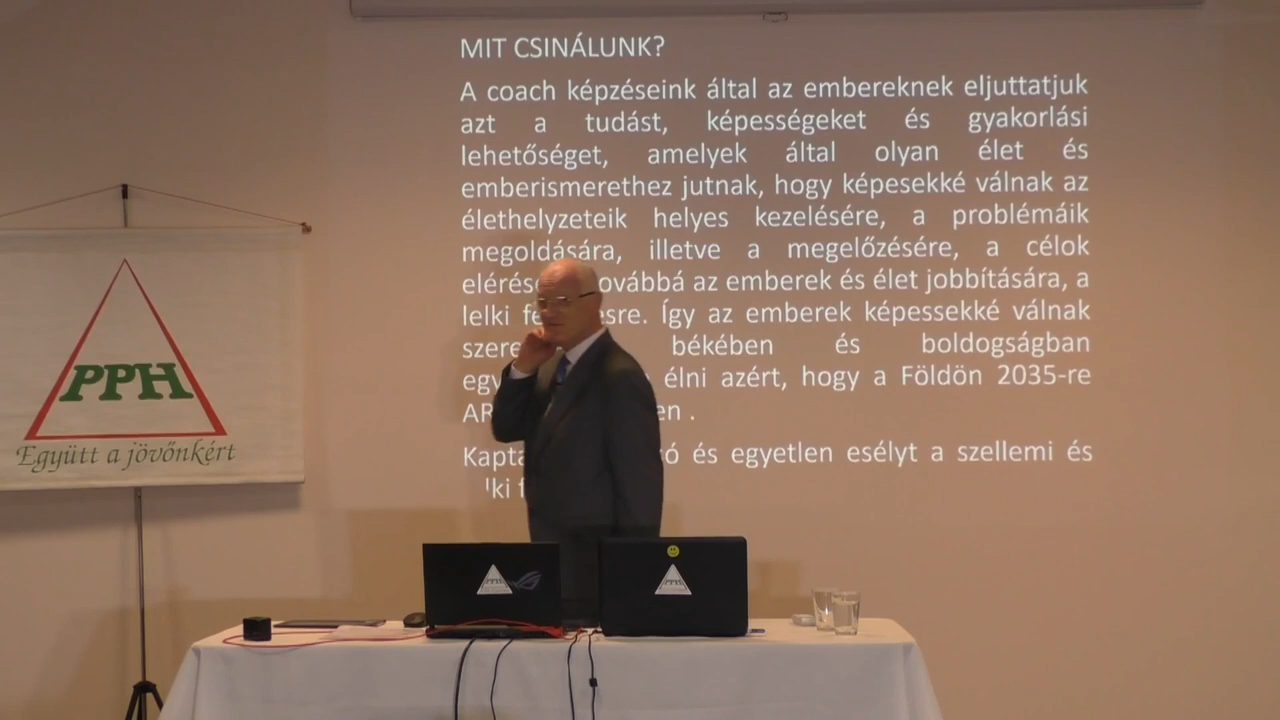 MIT CSINÁLUNK?
A coach képzéseink által az embereknek eljuttatjuk
azt a tudást, képességeket és gyakorlási
lehetőséget, amelyek által olyan élet és
emberismerethez jutnak, hogy képesekké válnak az
élethelyzeteik helyes kezelésére, a problémáik
megoldására, illetve a megelőzésére, a célok
az emberek és élet jobbítására, a
lelki Így az emberek képessekké válnak
békében és boldogságban
élni azért, hogy a Földön 2035-re
.
és egyetlen esélyt a szellemi és
PPH
Együtt a jövőnkért
PPH
PPH